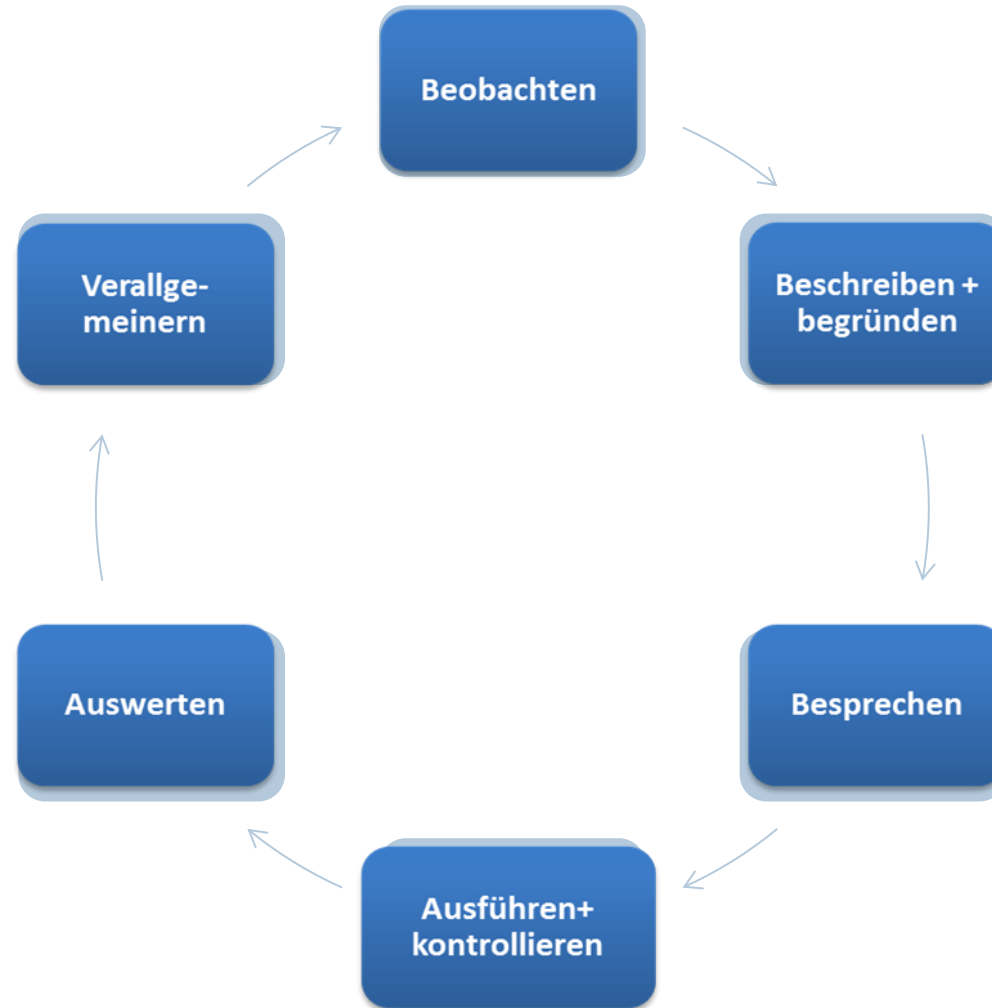 Beobachten
Beschreiben +
begründen
Besprechen
Ausführen+
kontrollieren
Auswerten
Verallge-
meinern